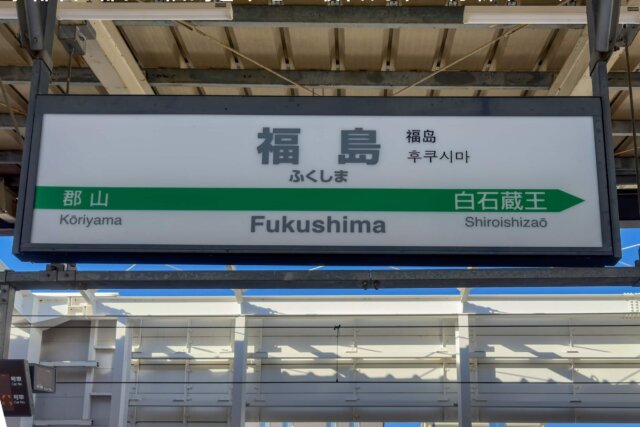 福島
福岛
후쿠시마
ふくしま
郡山
白石蔵王
Kōriyama
Fukushima
Shiroishizaō